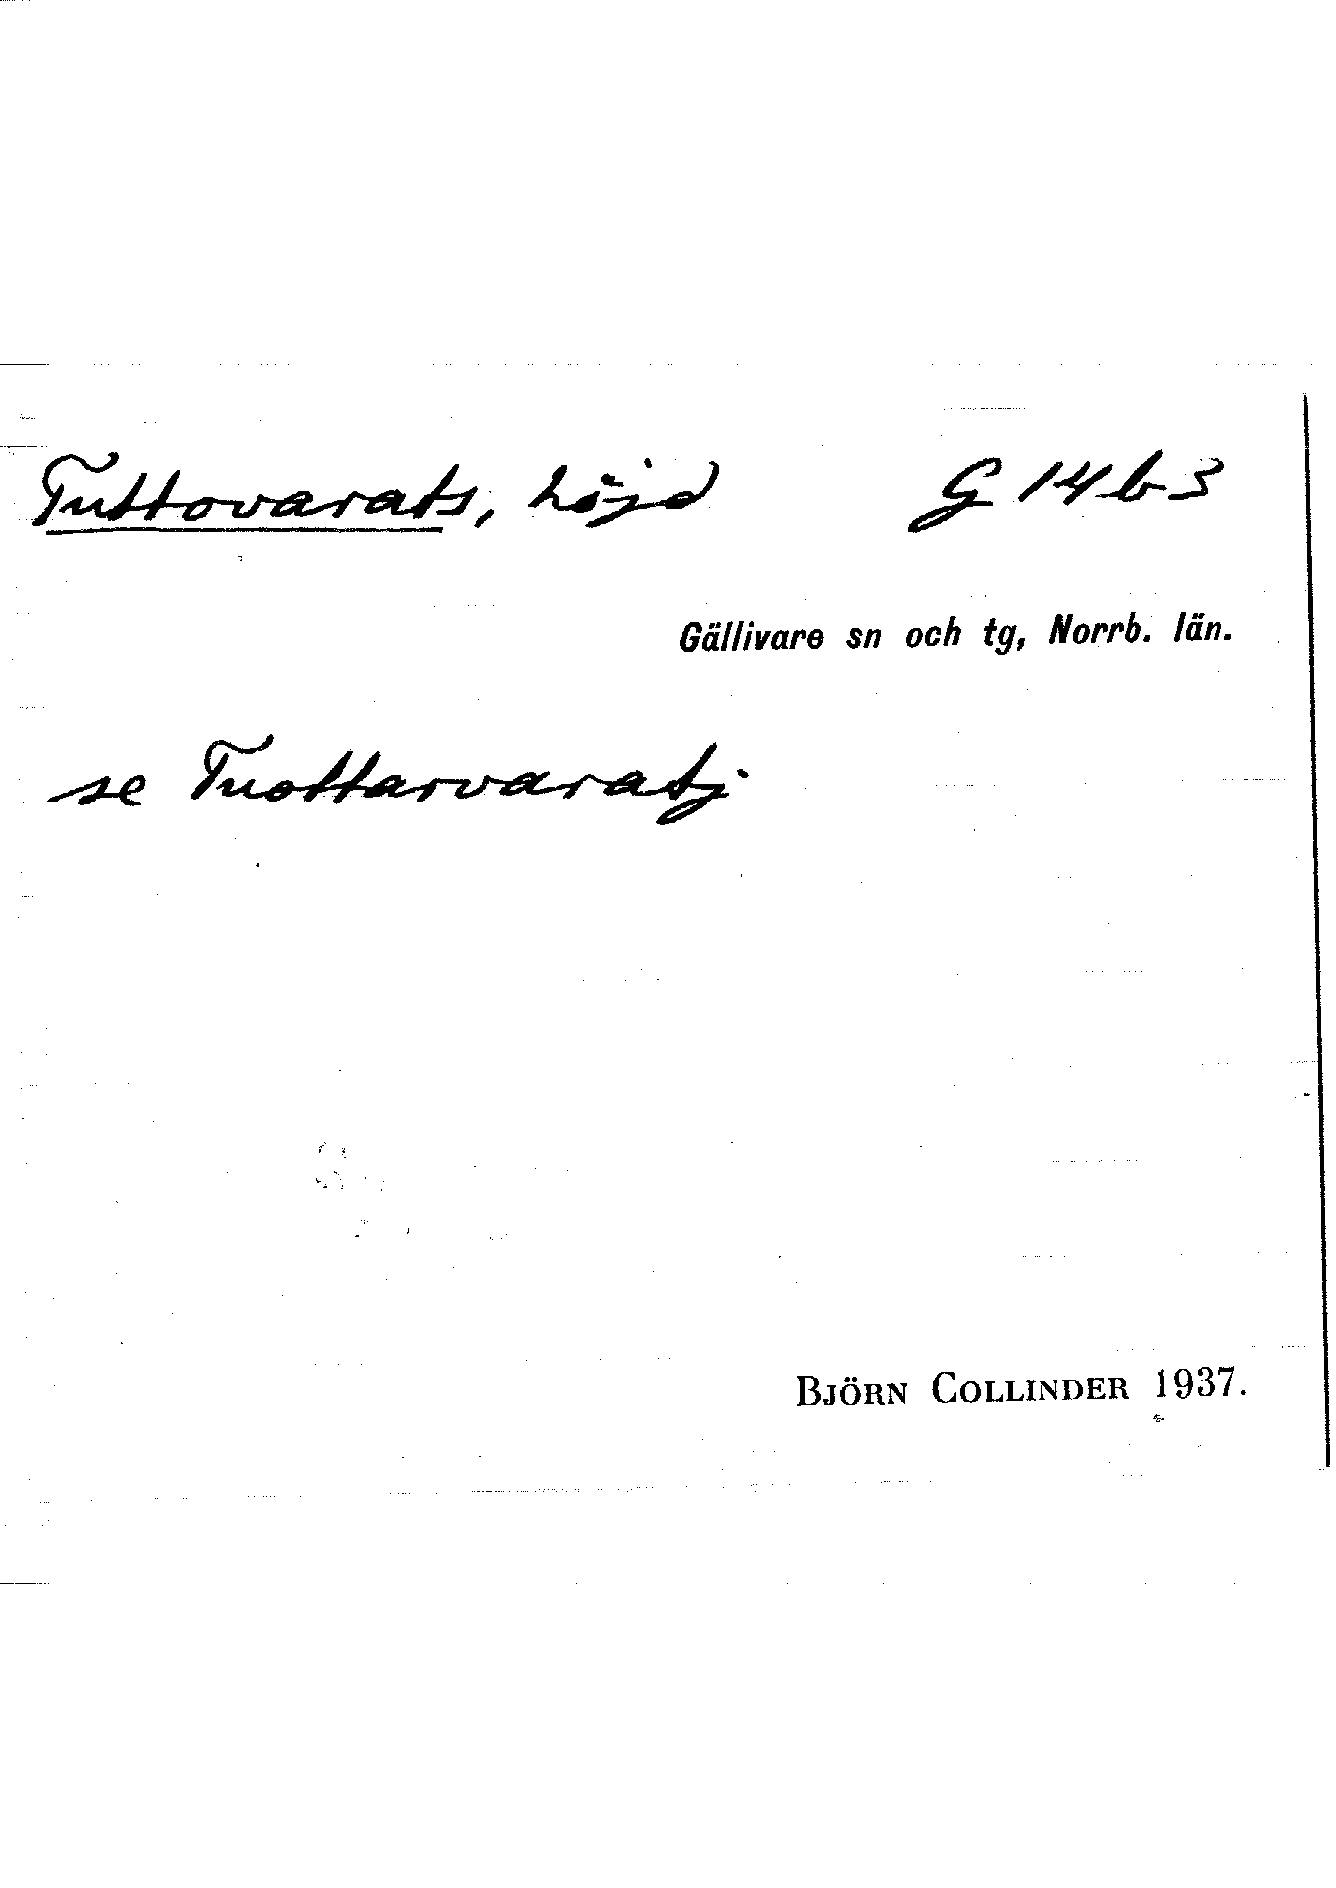 Tuttovarats, höjd G 14 b 3
Gällivare sn och tg, Norrb. län.
se Tuottarvaratj
BJÖRN COLLINDER 1937.